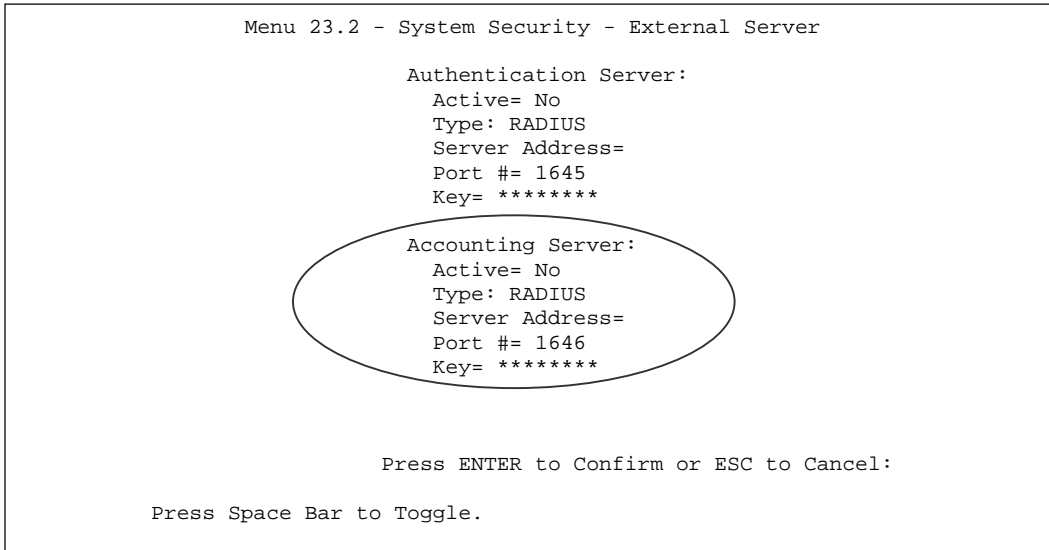 Menu 23.2 - System Security - External Server
Authentication Server:
Active= No
Type: RADIUS
Server Address=
Port #= 1645
Key= ********
Accounting Server:
Active= No
Type: RADIUS
Server Address=
Port #= 1646
Key= ********
Press ENTER to Confirm or ESC to Cancel:
Press Space Bar to Toggle.